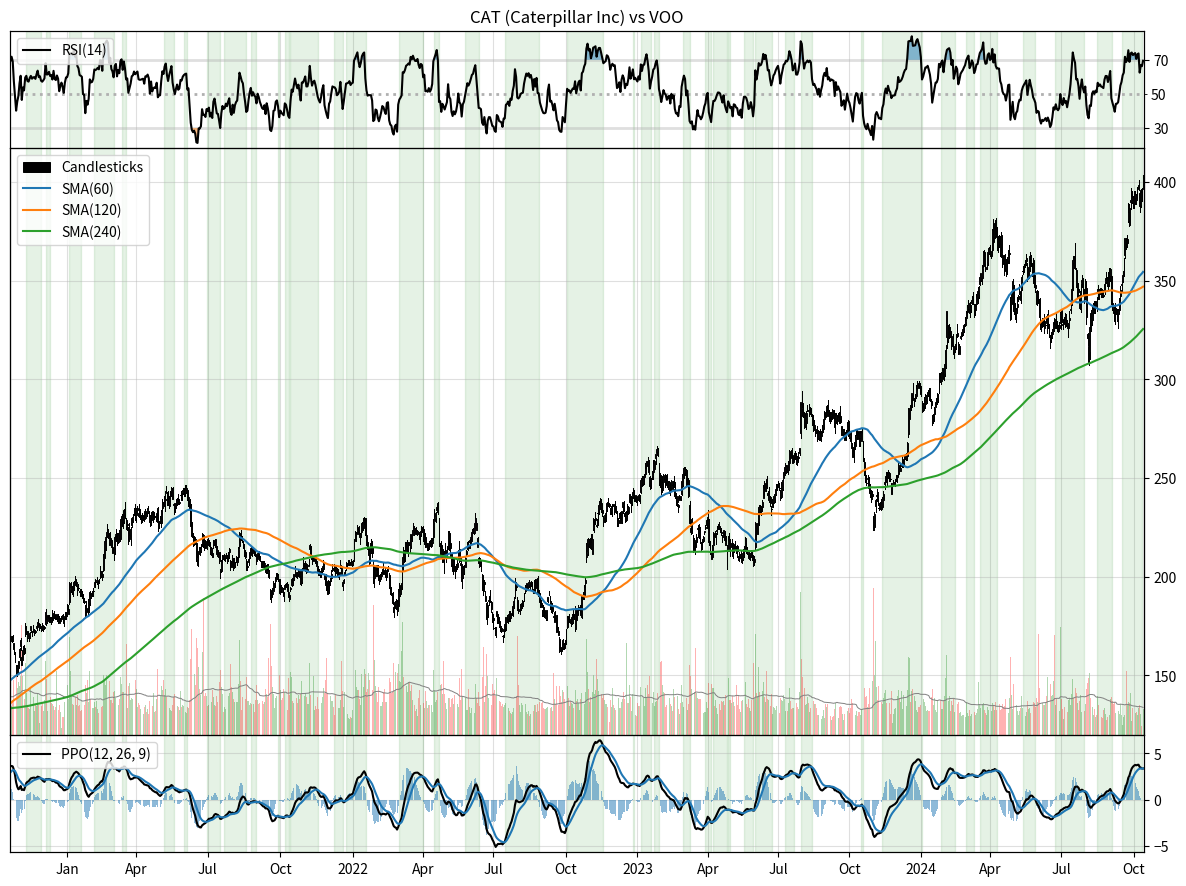 CAT (Caterpillar Inc) vs VOO
RSI(14)
70
50
30
Candlesticks
SMA(60)
SMA(120)
SMA(240)
400
350
300
250
200
150
PPO(12, 26, 9)
5
0
−5
Jan Apr Jul Oct 2022 Apr Jul Oct 2023 Apr Jul Oct 2024 Apr Jul Oct